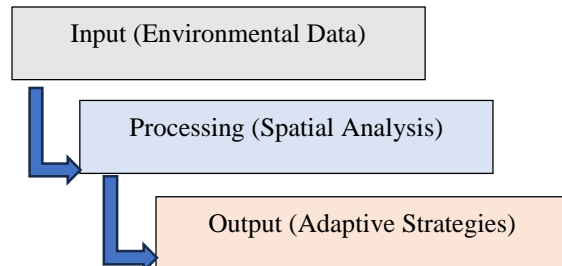 Input (Environmental Data)
Processing (Spatial Analysis)
Output (Adaptive Strategies)